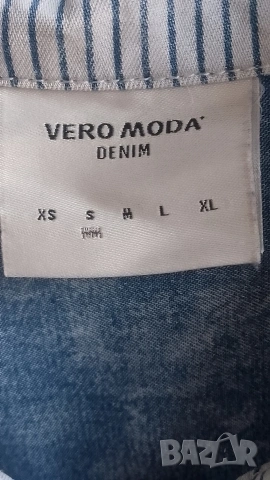 VERO MODA
DENIM
XS S M L XL
BAZAR